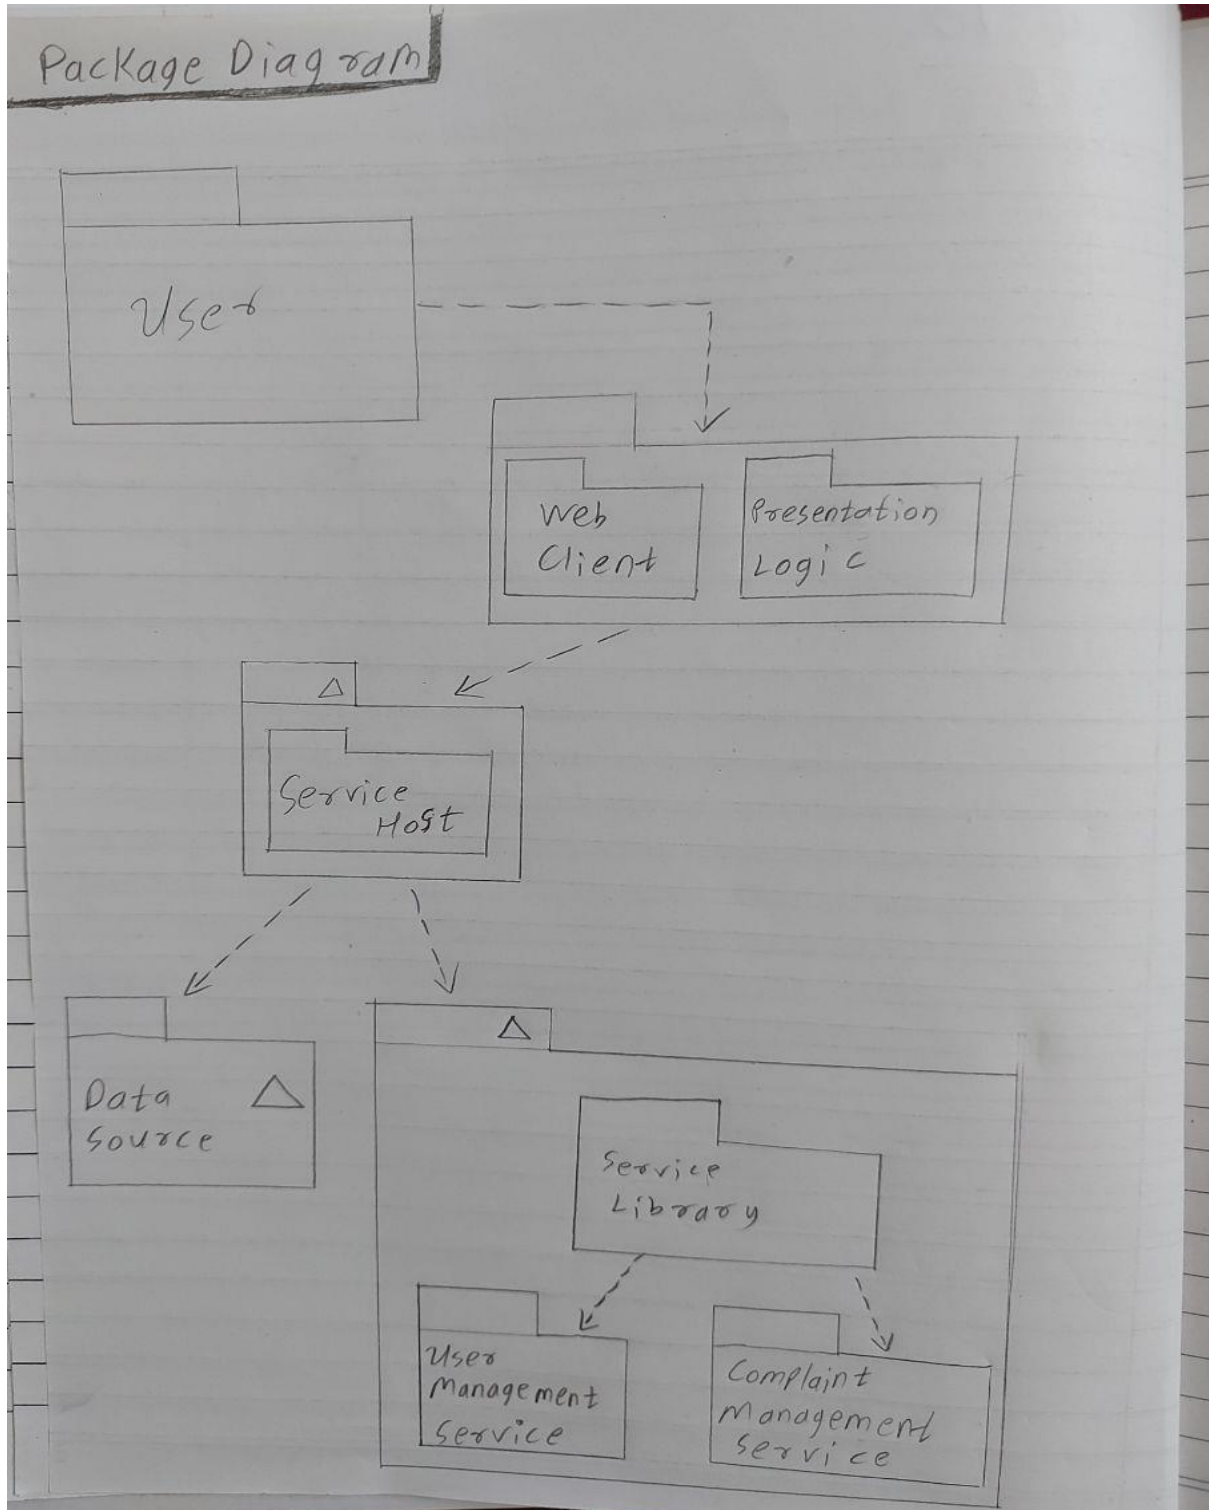 Package Diagram
User
Web
Client
Presentation
Logic
Service
Host
Data
Source
Service
Library
User
Management
Service
Complaint
Management
Service